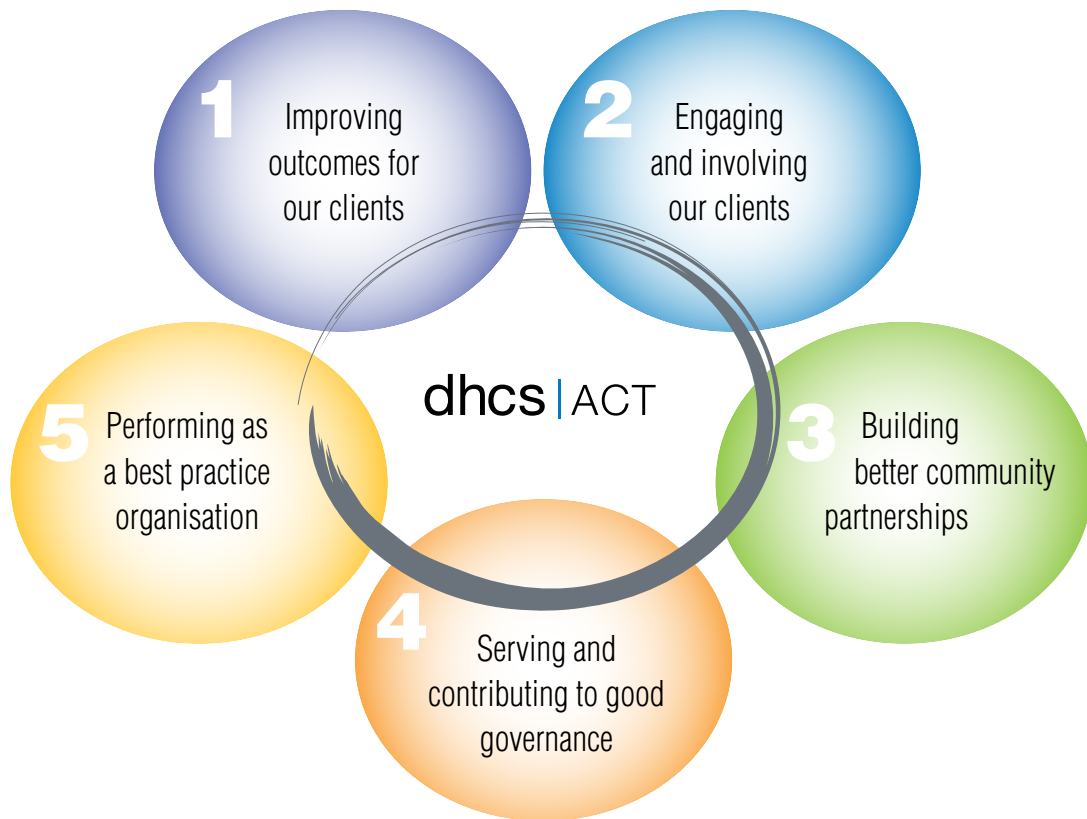 1
Improving
outcomes for
our clients
2
Engaging
and involving
our clients
dhcs | ACT
3
Building
better community
partnerships
4
Serving and
contributing to good
governance
5
Performing as
a best practice
organisation